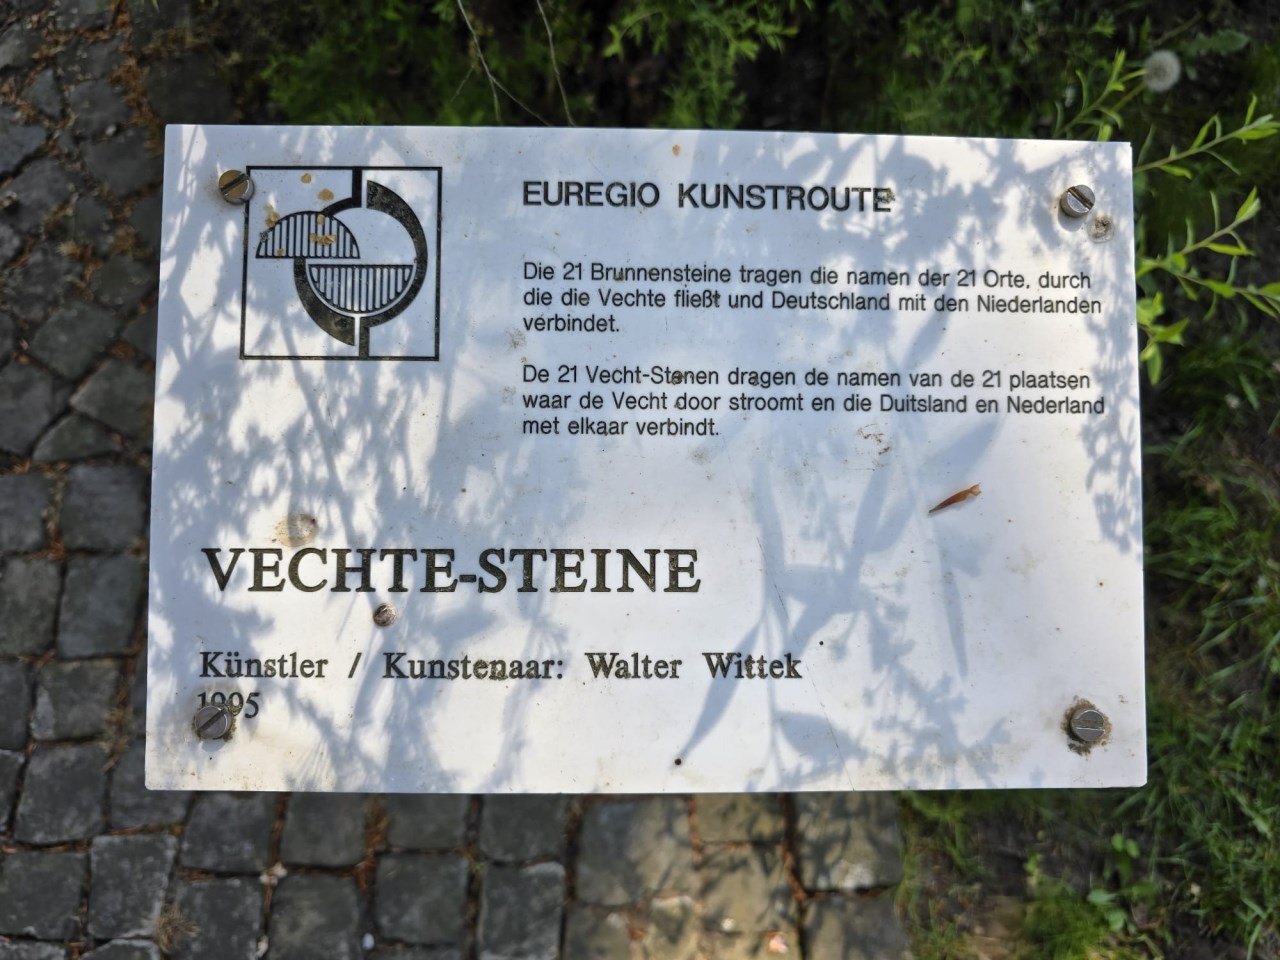 EUREGIO KUNSTROUTE
Die 21 Brunnensteine tragen die namen der 21 Orte, durch
die die Vechte fließt und Deutschland mit den Niederlanden
verbindet.
De 21 Vecht-Stenen dragen de namen van de 21 plaatsen
waar de Vecht door stroomt en die Duitsland en Nederland
met elkaar verbindt.
VECHTE-STEINE
Künstler / Kunstenaar: Walter Wittek
1995